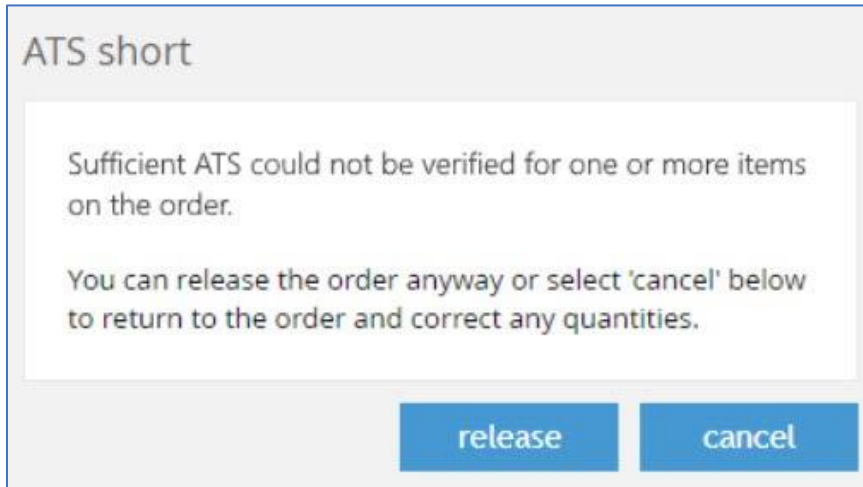 ATS short
Sufficient ATS could not be verified for one or more items
on the order.
You can release the order anyway or select 'cancel' below
to return to the order and correct any quantities.
release
cancel